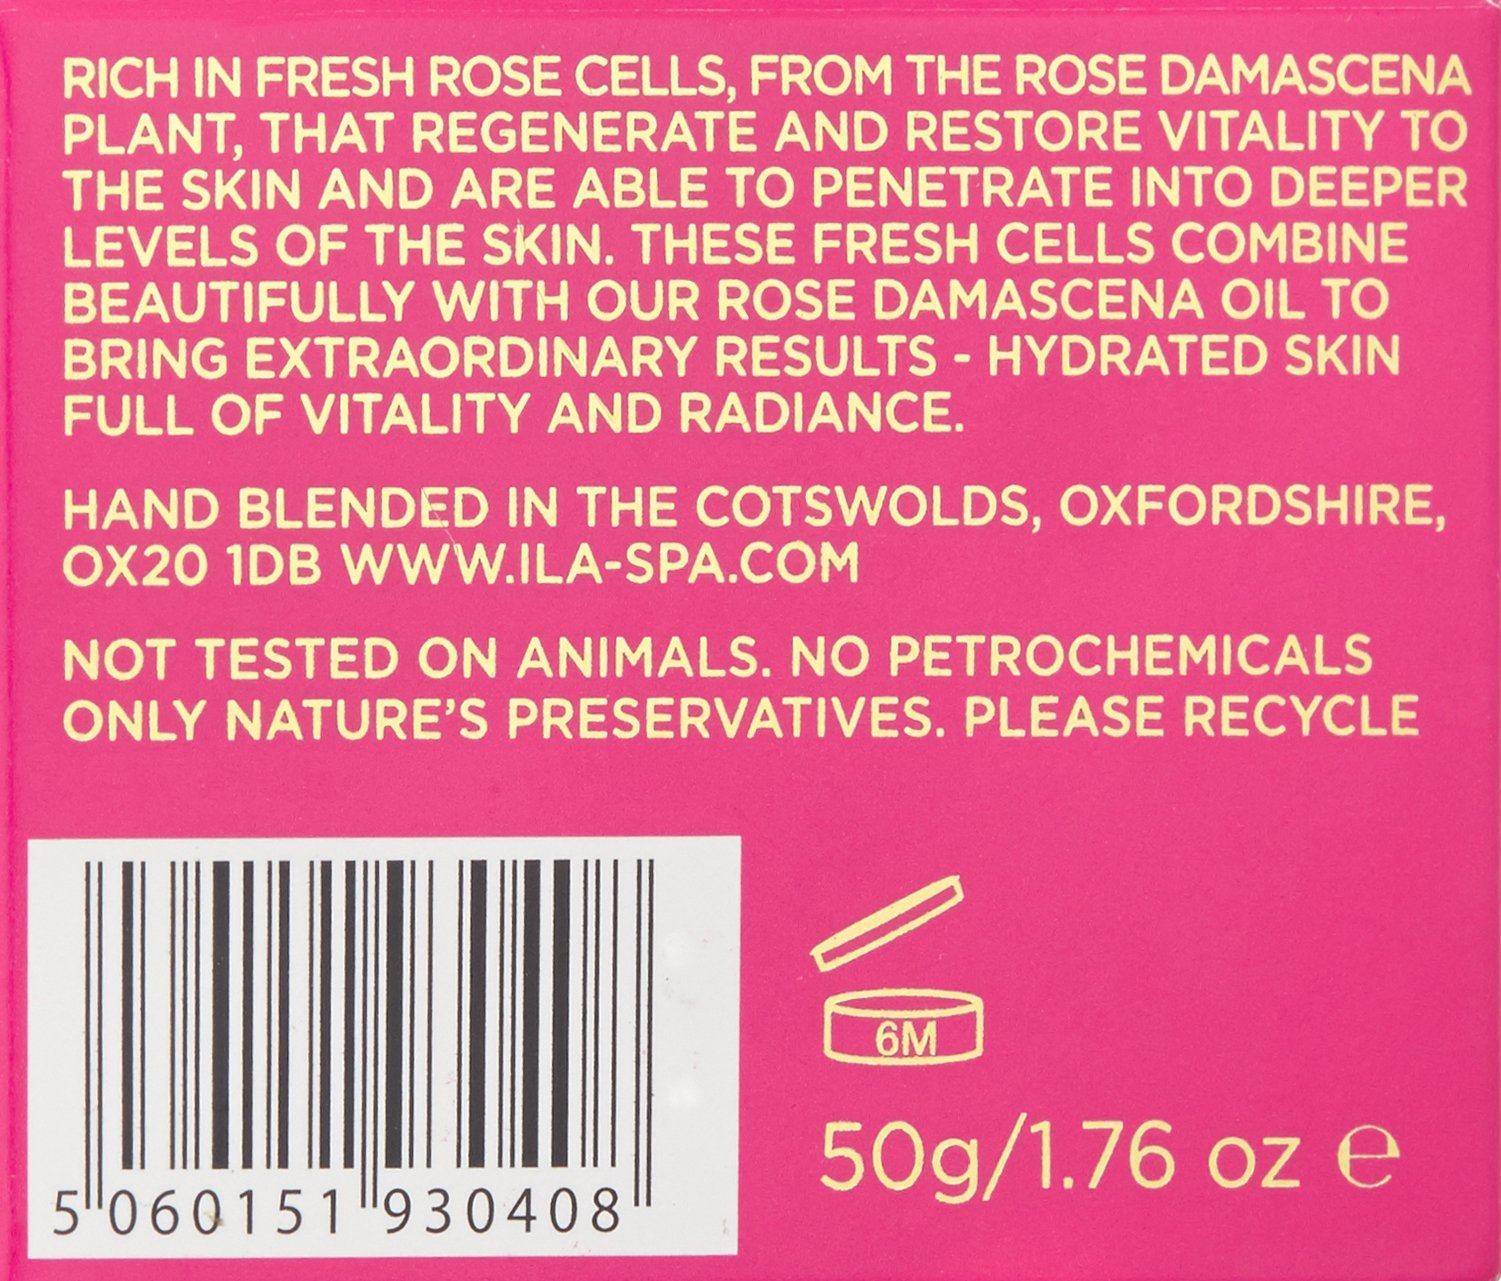 RICH IN FRESH ROSE CELLS, FROM THE ROSE DAMASCENA
PLANT, THAT REGENERATE AND RESTORE VITALITY TO
THE SKIN AND ARE ABLE TO PENETRATE INTO DEEPER
LEVELS OF THE SKIN. THESE FRESH CELLS COMBINE
BEAUTIFULLY WITH OUR ROSE DAMASCENA OIL TO
BRING EXTRAORDINARY RESULTS - HYDRATED SKIN
FULL OF VITALITY AND RADIANCE.
HAND BLENDED IN THE COTSWOLDS, OXFORDSHIRE,
OX20 1DB WWW.ILA-SPA.COM
NOT TESTED ON ANIMALS. NO PETROCHEMICALS
ONLY NATURE'S PRESERVATIVES. PLEASE RECYCLE
6M
50g/1.76 oz ℮
5 060151 930408